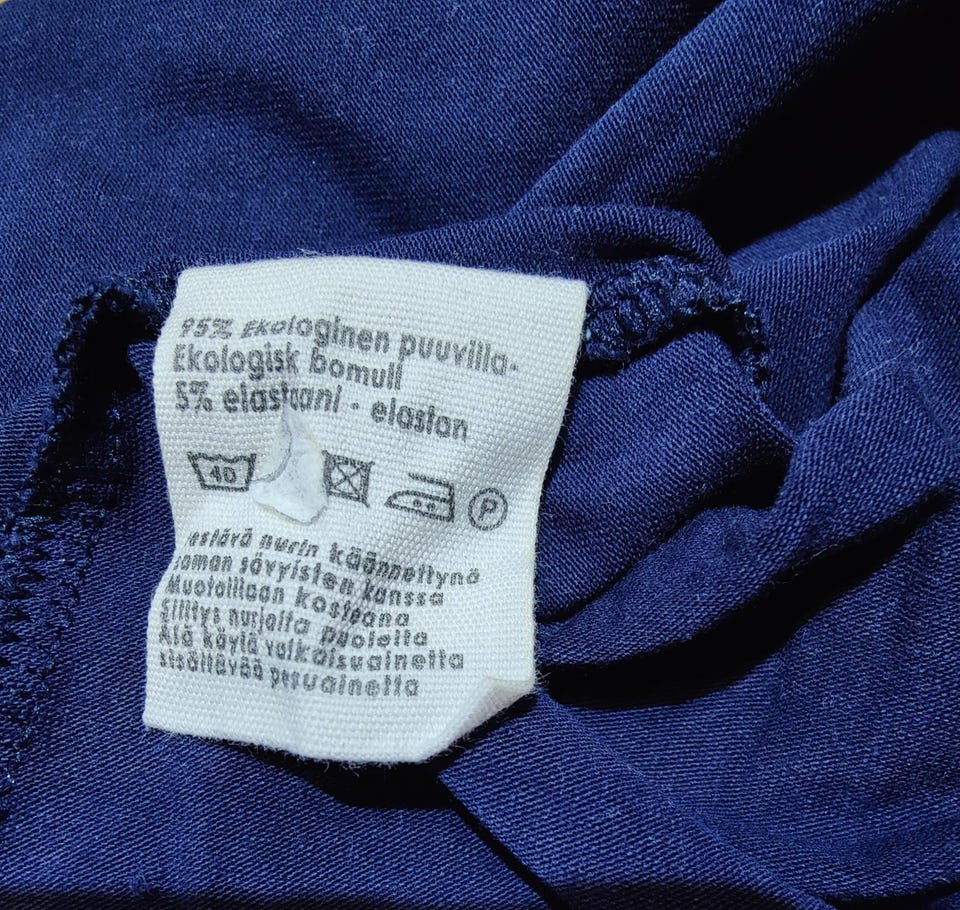 95% Ekologinen puuvilla-
Ekologisk bomull
5% elastaani - elastan
40 P
nurin käännettynä
saman sävyisten kanssa
Muotoillaan kosteana
Silitys nurjalta puolelta
Älä käytä valkaisuainetta
sisältävää pesuainetta